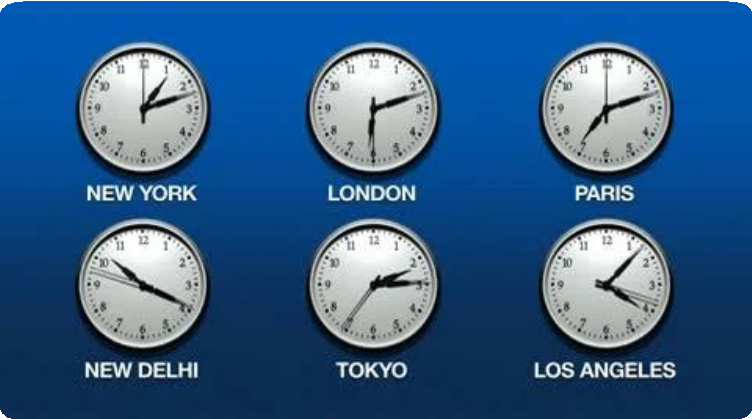 NEW YORK
LONDON
PARIS
NEW DELHI
TOKYO
LOS ANGELES